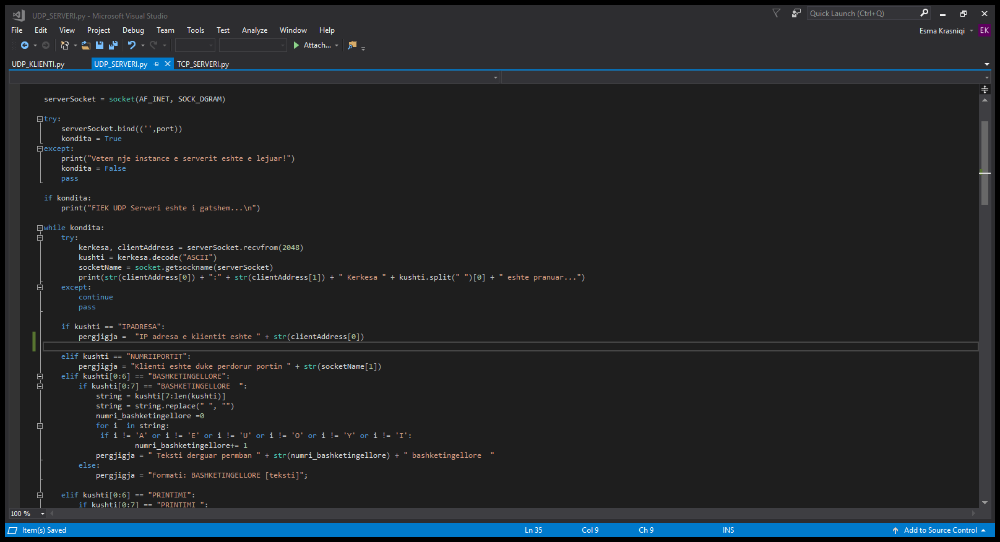 UDP_SERVERI.py - Microsoft Visual Studio
Quick Launch (Ctrl+Q)
File Edit View Project Debug Team Tools Test Analyze Window Help
Esma Krasniqi EK
Attach...
UDP_KLIENTI.py UDP_SERVERI.py TCP_SERVERI.py
serverSocket = socket(AF_INET, SOCK_DGRAM)
try:
serverSocket.bind(('',port))
kondita = True
except:
print("Vetem nje instance e serverit eshte e lejuar!")
kondita = False
pass
if kondita:
print("FIEK UDP Serveri eshte i gatshem...\n")
while kondita:
try:
kerkesa, clientAddress = serverSocket.recvfrom(2048)
kushti = kerkesa.decode("ASCII")
socketName = socket.getsockname(serverSocket)
print(str(clientAddress[0]) + ":" + str(clientAddress[1]) + " Kerkesa " + kushti.split(" ")[0] + " eshte pranuar...")
except:
continue
pass
if kushti == "IPADRESA":
pergjigja =  "IP adresa e klientit eshte " + str(clientAddress[0])
elif kushti == "NUMRIIPORTIT":
pergjigja = "Klienti eshte duke perdorur portin " + str(socketName[1])
elif kushti[0:6] == "BASHKETINGELLORE":
if kushti[0:7] == "BASHKETINGELLORE  ":
string = kushti[7:len(kushti)]
string = string.replace(" ", "")
numri_bashketingellore =0
for i  in string:
if i != 'A' or i != 'E' or i != 'U' or i != 'O' or i != 'Y' or i != 'I':
numri_bashketingellore+= 1
pergjigja = " Teksti derguar permban " + str(numri_bashketingellore) + " bashketingellore  "
else:
pergjigja = "Formati: BASHKETINGELLORE [teksti]";
elif kushti[0:6] == "PRINTIMI":
if kushti[0:7] == "PRINTIMI ":
100 %
Item(s) Saved Ln 35 Col 9 Ch 9 INS Add to Source Control